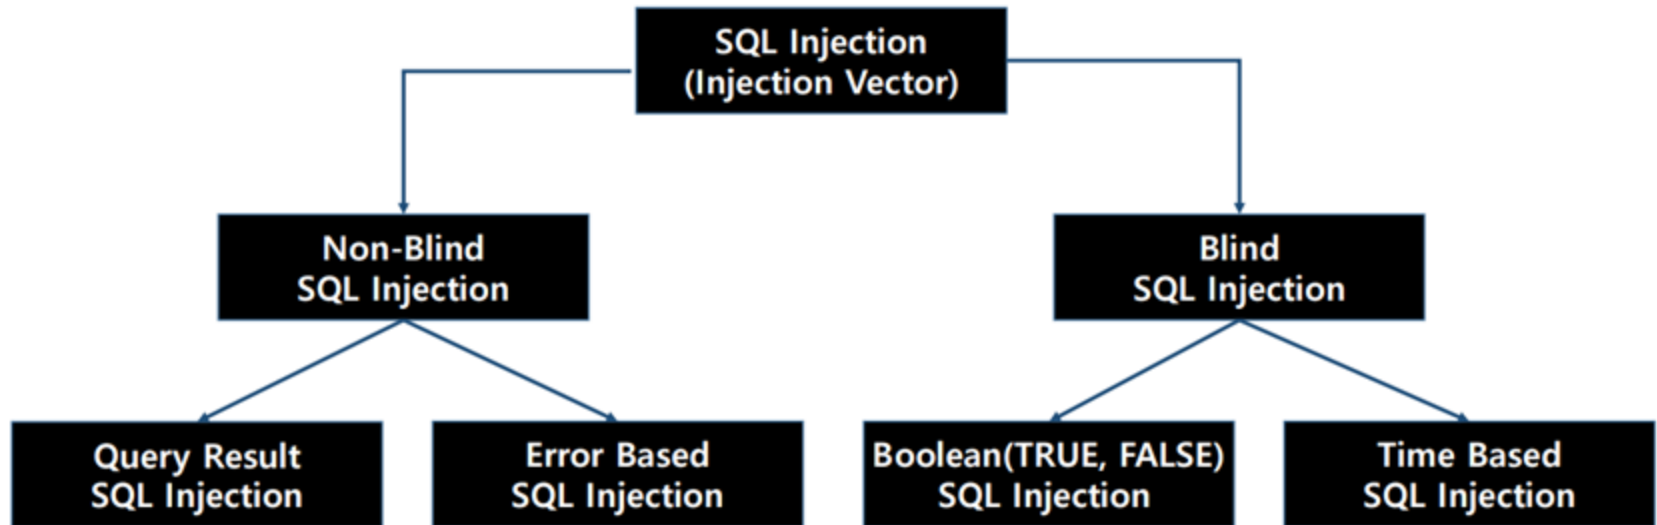 SQL Injection
(Injection Vector)
Non-Blind
SQL Injection
Blind
SQL Injection
Query Result
SQL Injection
Error Based
SQL Injection
Boolean(TRUE, FALSE)
SQL Injection
Time Based
SQL Injection